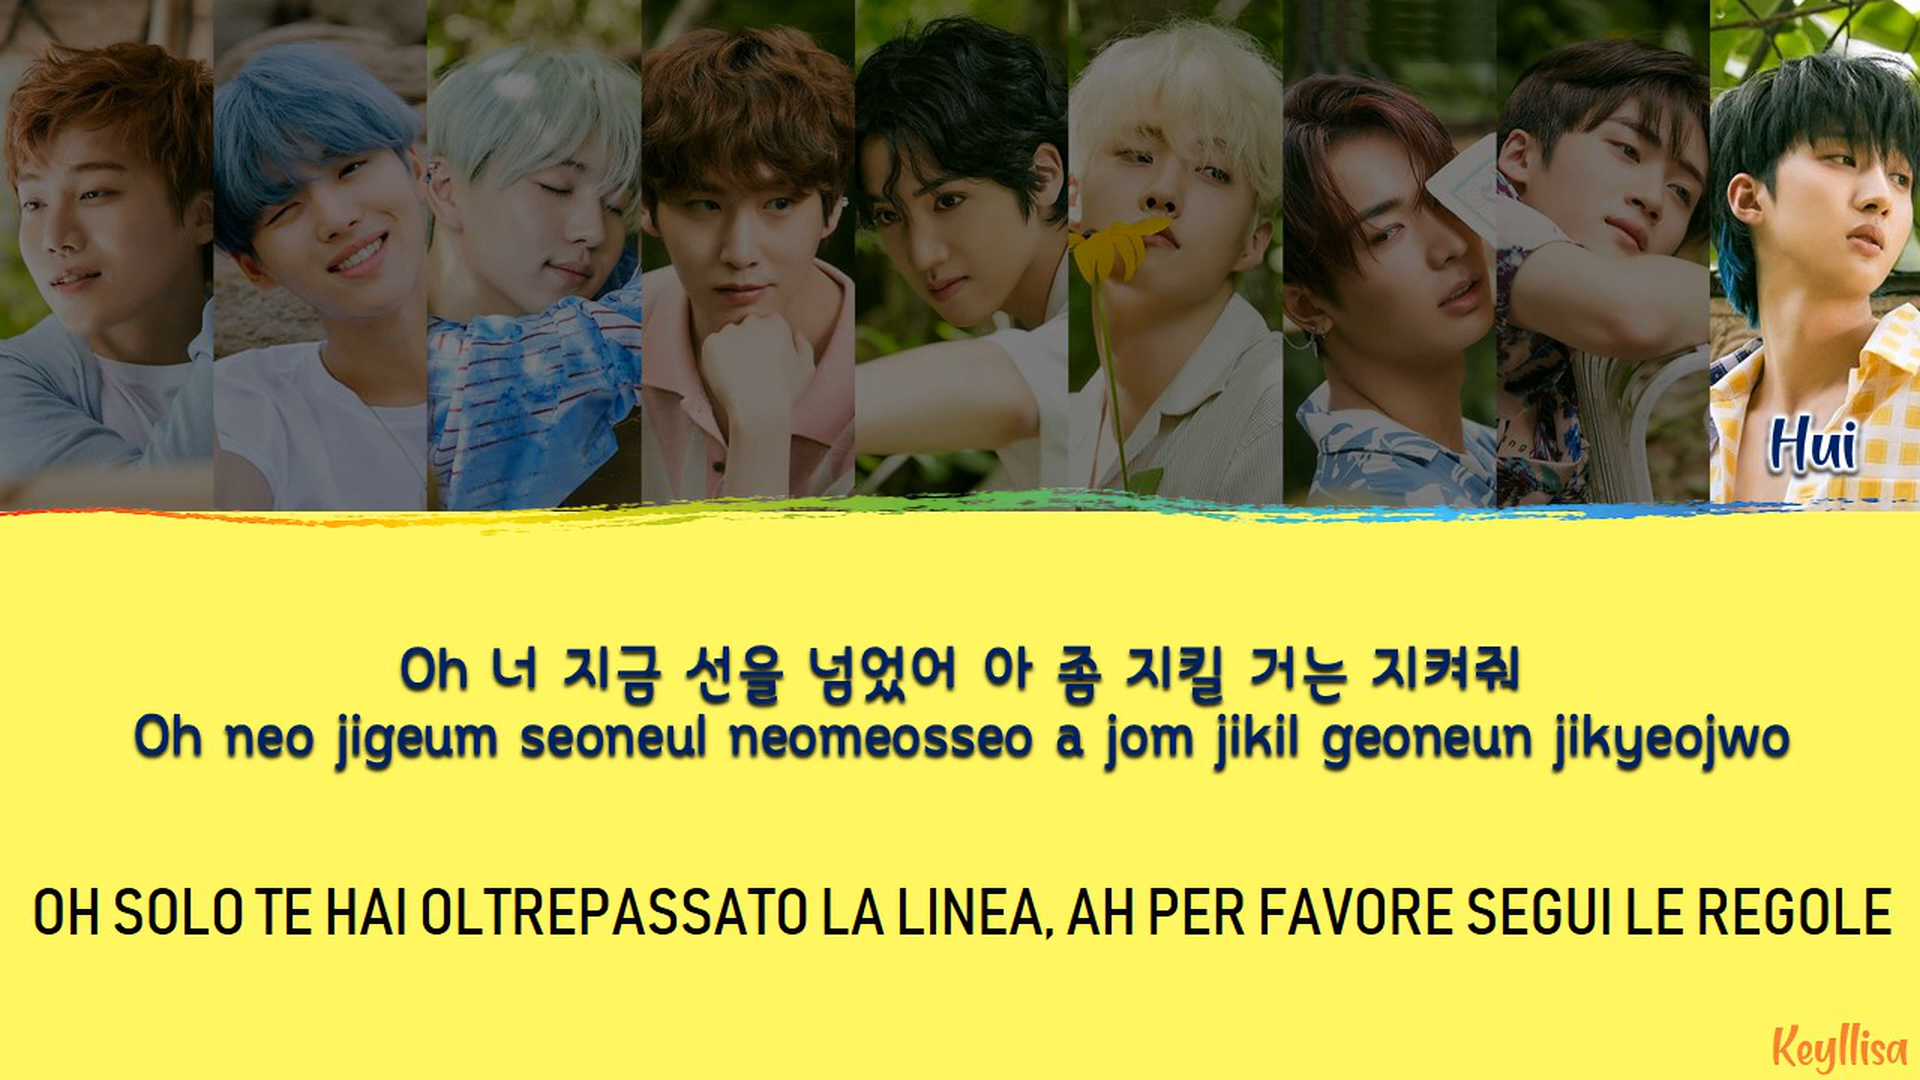 Hui
Oh 너 지금 선을 넘었어 아 좀 지킬 거는 지켜줘
Oh neo jigeum seoneul neomeosseo a jom jikil geoneun jikyeojwo
OH SOLO TE HAI OLTREPASSATO LA LINEA, AH PER FAVORE SEGUI LE REGOLE
Keyllisa